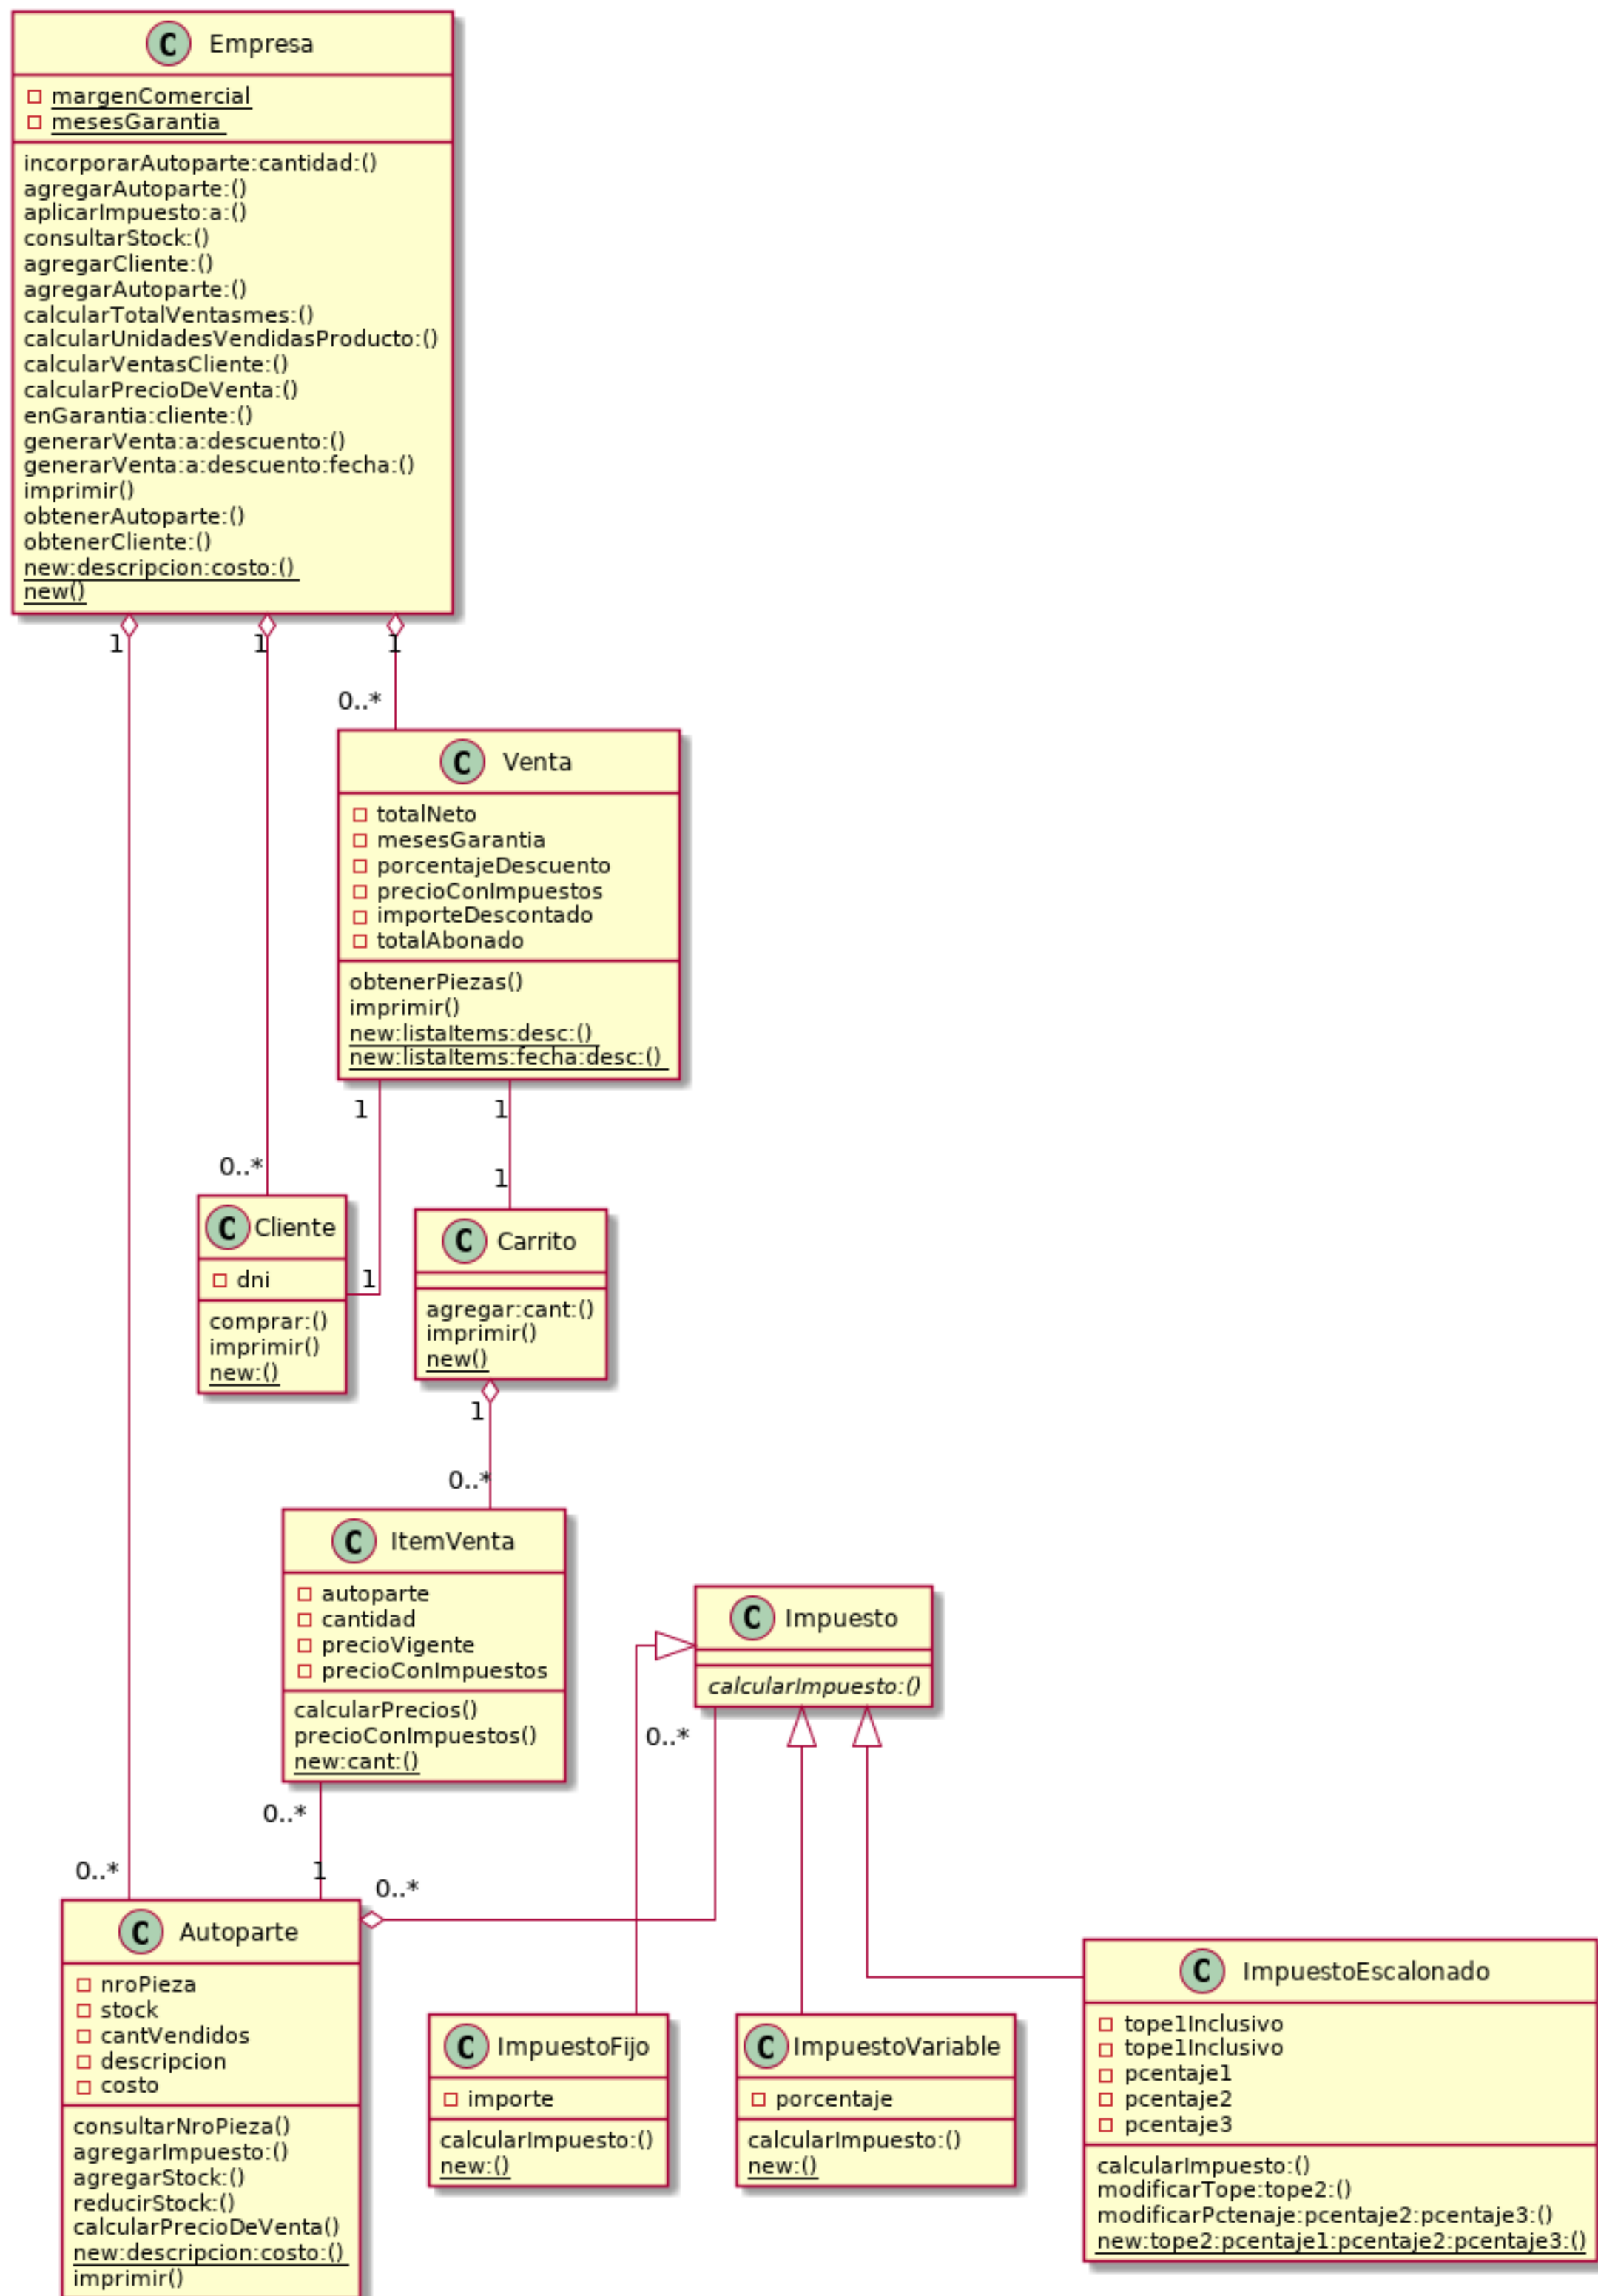 C Empresa
margenComercial
mesesGarantia
incorporarAutoparte:cantidad:()
agregarAutoparte:()
aplicarImpuesto:a:()
consultarStock:()
agregarCliente:()
agregarAutoparte:()
calcularTotalVentasmes:()
calcularUnidadesVendidasProducto:()
calcularVentasCliente:()
calcularPrecioDeVenta:()
enGarantia:cliente:()
generarVenta:a:descuento:()
generarVenta:a:descuento:fecha:()
imprimir()
obtenerAutoparte:()
obtenerCliente:()
new:descripcion:costo:()
new()
1 1 1
0..*
C Venta
totalNeto
mesesGarantia
porcentajeDescuento
precioConImpuestos
importeDescontado
totalAbonado
obtenerPiezas()
imprimir()
new:listaItems:desc:()
new:listaItems:fecha:desc:()
1 1
0..* 1
C Cliente
dni
comprar:()
imprimir()
new:()
1
C Carrito
agregar:cant:()
imprimir()
new()
1
0..*
C ItemVenta
autoparte
cantidad
precioVigente
precioConImpuestos
calcularPrecios()
precioConImpuestos()
new:cant:()
C Impuesto
calcularImpuesto:()
0..*
0..*
0..* 1 0..*
C Autoparte
nroPieza
stock
cantVendidos
descripcion
costo
consultarNroPieza()
agregarImpuesto:()
agregarStock:()
reducirStock:()
calcularPrecioDeVenta()
new:descripcion:costo:()
imprimir()
C ImpuestoFijo
importe
calcularImpuesto:()
new:()
C ImpuestoVariable
porcentaje
calcularImpuesto:()
new:()
C ImpuestoEscalonado
tope1Inclusivo
tope1Inclusivo
pcentaje1
pcentaje2
pcentaje3
calcularImpuesto:()
modificarTope:tope2:()
modificarPctenaje:pcentaje2:pcentaje3:()
new:tope2:pcentaje1:pcentaje2:pcentaje3:()